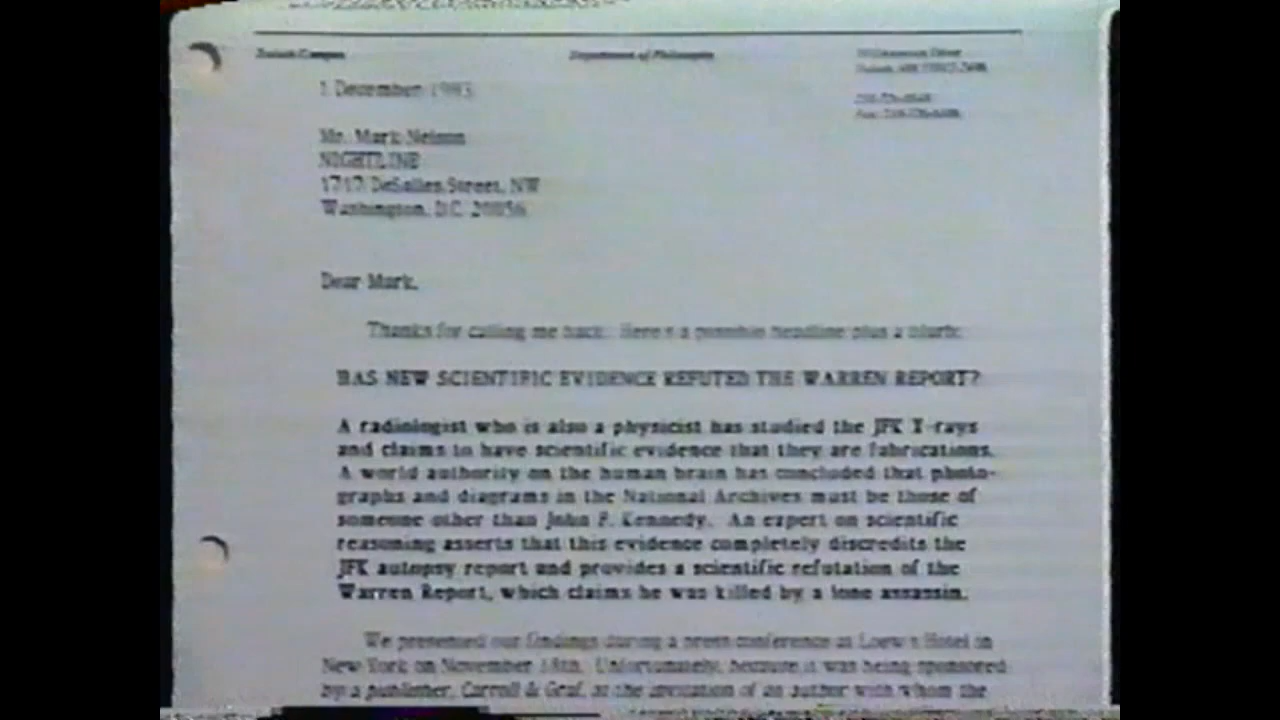 Department of Philosophy
1 December 1993
Mr. Mark Nelson
NIGHTLINE
1717 DeSalles Street, NW
Washington, D.C. 20036
Dear Mark,
Thanks for calling me back. Here's a possible headline plus a blurb:
HAS NEW SCIENTIFIC EVIDENCE REFUTED THE WARREN REPORT?
A radiologist who is also a physicist has studied the JFK X-rays
and claims to have scientific evidence that they are fabrications.
A world authority on the human brain has concluded that photo-
graphs and diagrams in the National Archives must be those of
someone other than John F. Kennedy. An expert on scientific
reasoning asserts that this evidence completely discredits the
JFK autopsy report and provides a scientific refutation of the
Warren Report, which claims he was killed by a lone assassin.
We presented our findings during a press conference at Loew's Hotel in
New York on November 18th. Unfortunately, because it was being sponsored
by a publisher, Carroll & Graf, at the invitation of an author with whom the